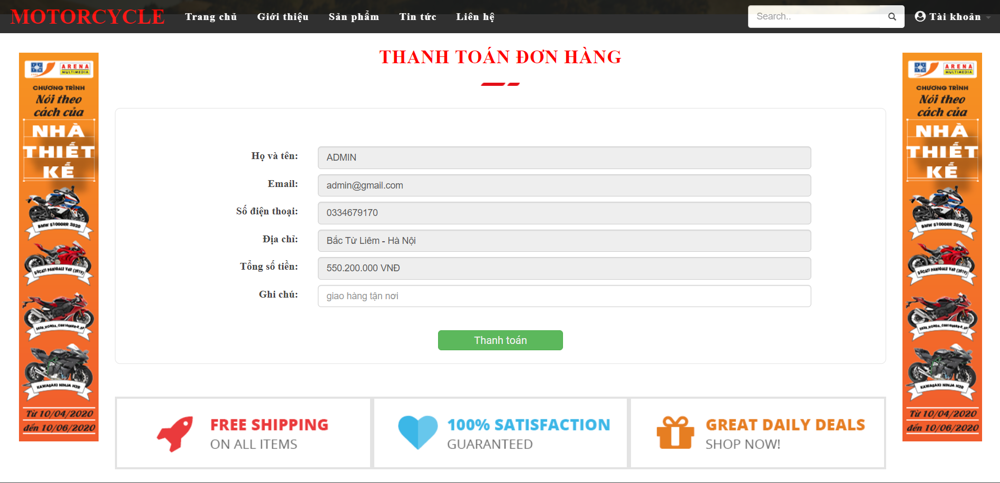 MOTORCYCLE Trang chủ Giới thiệu Sản phẩm Tin tức Liên hệ Search.. Tài khoản
THANH TOÁN ĐƠN HÀNG
ARENA
MULTIMEDIA
CHƯƠNG TRÌNH
Nói theo
cách của
NHÀ
THIẾT
KẾ
BMW S1000RR 2020
DUCATI PANIGALE V4R (2019)
KAWASAKI NINJA H2R
Từ 10/04/2020
đến 10/06/2020
Họ và tên: ADMIN
Email: admin@gmail.com
Số điện thoại: 0334679170
Địa chỉ: Bắc Từ Liêm - Hà Nội
Tổng số tiền: 550.200.000 VNĐ
Ghi chú: giao hàng tận nơi
Thanh toán
FREE SHIPPING
ON ALL ITEMS
100% SATISFACTION
GUARANTEED
GREAT DAILY DEALS
SHOP NOW!
ARENA
MULTIMEDIA
CHƯƠNG TRÌNH
Nói theo
cách của
NHÀ
THIẾT
KẾ
BMW S1000RR 2020
DUCATI PANIGALE V4R (2019)
KAWASAKI NINJA H2R
Từ 10/04/2020
đến 10/06/2020